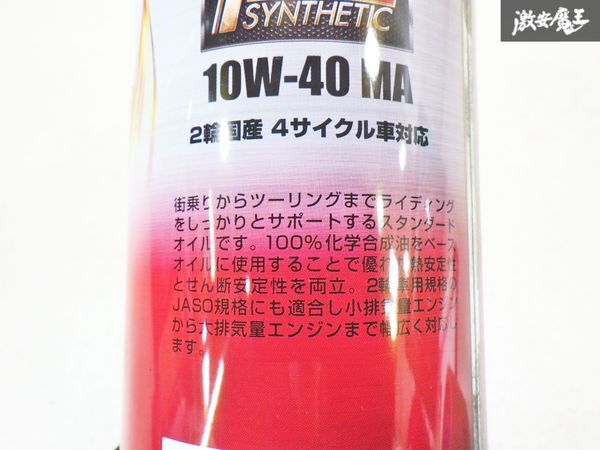 激安魔王
SYNTHETIC
10W-40 MA
2輪国産 4サイクル車対応
街乗りからツーリングまでライディング
をしっかりとサポートするスタンダード
オイルです。100%化学合成油をベース
オイルに使用することで優れた熱安定性
とせん断安定性を両立。2輪車用規格の
JASO規格にも適合し小排気量エンジン
から大排気量エンジンまで幅広く対応し
ます。